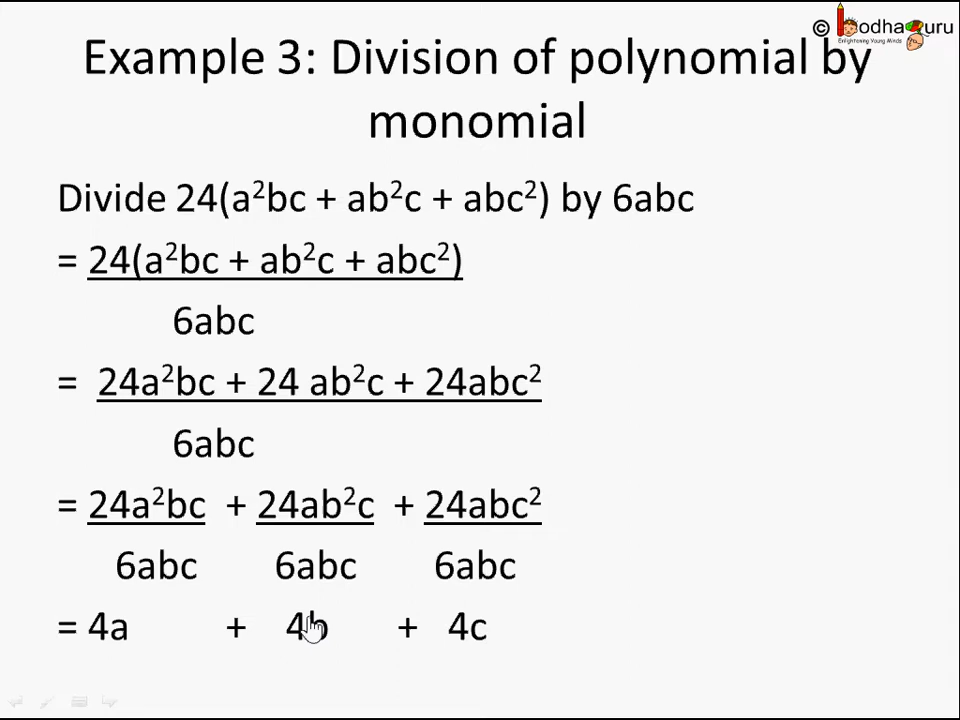 © BodhaGuru
Enlightening Young Minds
Example 3: Division of polynomial by
monomial
Divide 24(a²bc + ab²c + abc²) by 6abc
= 24(a²bc + ab²c + abc²)
6abc
= 24a²bc + 24 ab²c + 24abc²
6abc
= 24a²bc + 24ab²c + 24abc²
6abc 6abc 6abc
= 4a + 4b + 4c